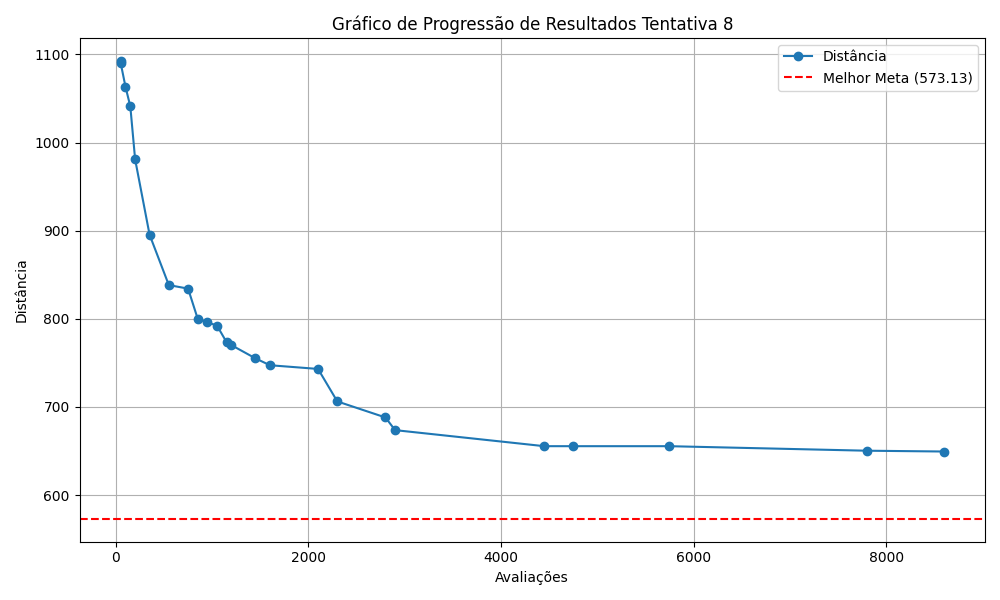 Gráfico de Progressão de Resultados Tentativa 8
Distância
Melhor Meta (573.13)
1100
1000
900
800
700
600
Distância
0 2000 4000 6000 8000
Avaliações